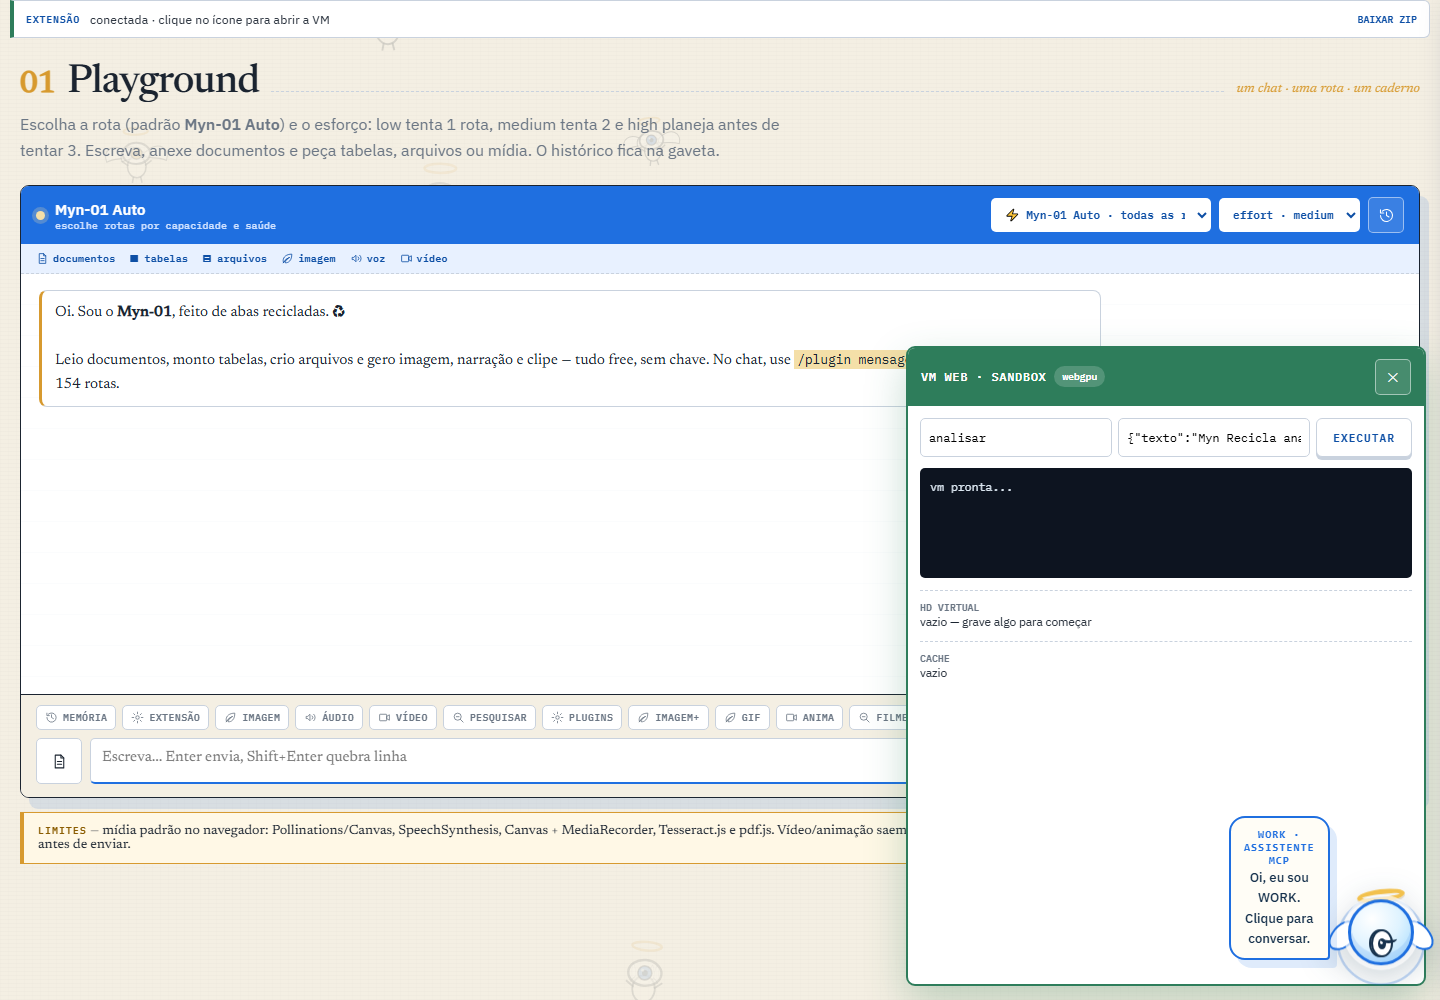 EXTENSÃO conectada · clique no ícone para abrir a VM
BAIXAR ZIP
01 Playground
um chat · uma rota · um caderno
Escolha a rota (padrão Myn-01 Auto) e o esforço: low tenta 1 rota, medium tenta 2 e high planeja antes de
tentar 3. Escreva, anexe documentos e peça tabelas, arquivos ou mídia. O histórico fica na gaveta.
Myn-01 Auto
escolhe rotas por capacidade e saúde
Myn-01 Auto · todas as
effort · medium
documentos tabelas arquivos imagem voz vídeo
Oi. Sou o Myn-01, feito de abas recicladas. ♻
Leio documentos, monto tabelas, crio arquivos e gero imagem, narração e clipe — tudo free, sem chave. No chat, use /plugin mensag
154 rotas.
VM WEB · SANDBOX webgpu
analisar
{"texto":"Myn Recicla ana
EXECUTAR
vm pronta...
HD VIRTUAL
vazio — grave algo para começar
CACHE
vazio
MEMÓRIA EXTENSÃO IMAGEM ÁUDIO VÍDEO PESQUISAR PLUGINS IMAGEM+ GIF ANIMA FILME
Escreva... Enter envia, Shift+Enter quebra linha
LIMITES — mídia padrão no navegador: Pollinations/Canvas, SpeechSynthesis, Canvas + MediaRecorder, Tesseract.js e pdf.js. Vídeo/animação saem
antes de enviar.
WORK ·
ASSISTENTE
MCP
Oi, eu sou
WORK.
Clique para
conversar.